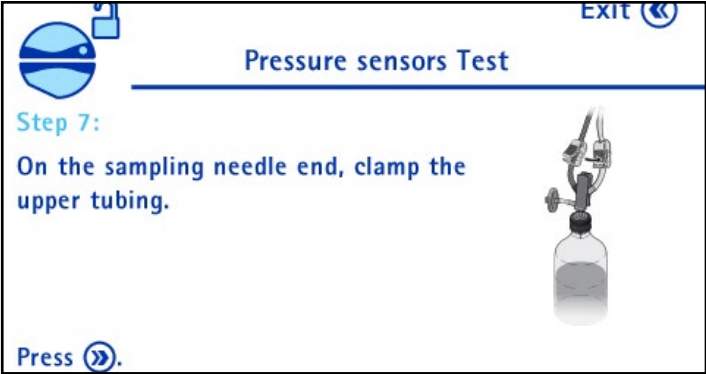 Exit
Pressure sensors Test
Step 7:
On the sampling needle end, clamp the
upper tubing.
Press .